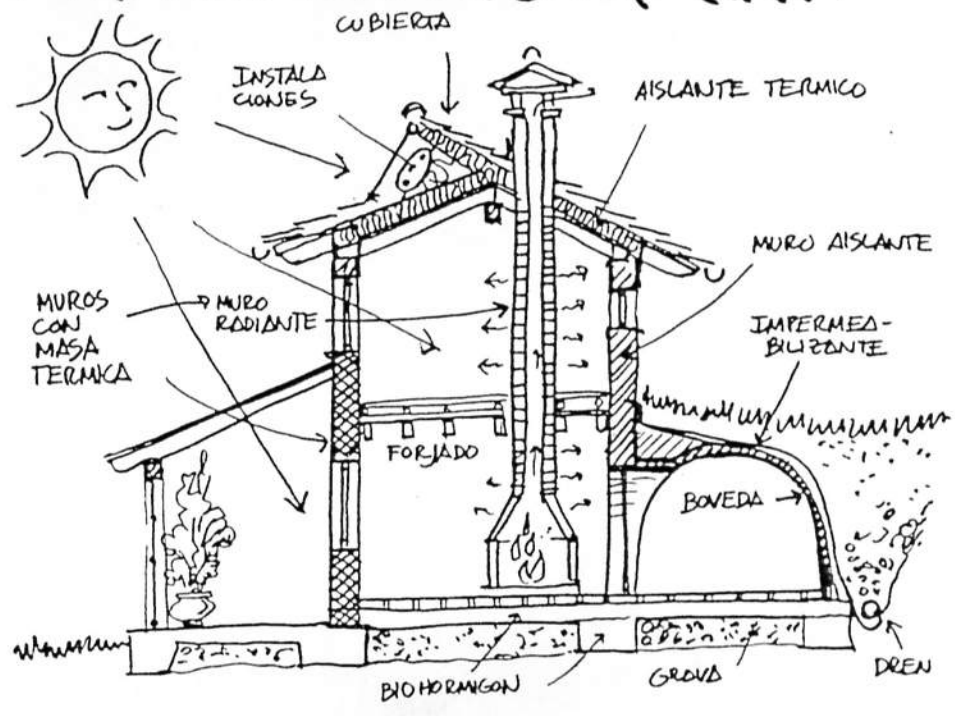 CUBIERTA
INSTALA
CIONES
AISLANTE TERMICO
MURO AISLANTE
MUROS
CON
MASA
TERMICA
MURO
RADIANTE
IMPERMEA-
BILIZANTE
FORJADO
BOVEDA
BIOHORMIGON
GRAVA
DREN